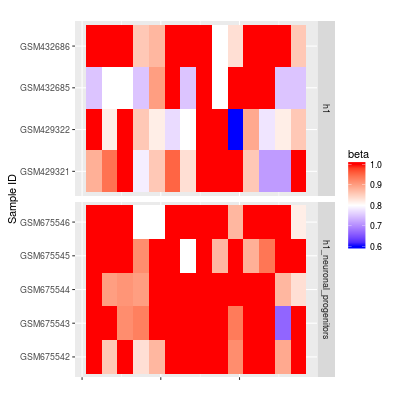 GSM432686
GSM432685
GSM429322
GSM429321
h1
GSM675546
GSM675545
GSM675544
GSM675543
GSM675542
h1_neuronal_progenitors
Sample ID
beta
1.0
0.9
0.8
0.7
0.6